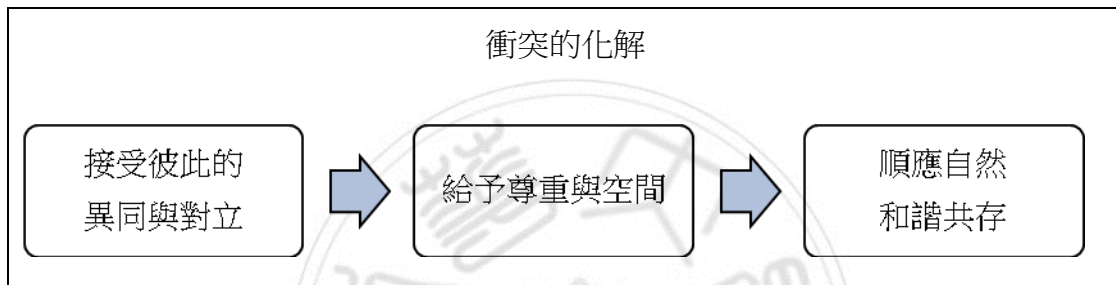 衝突的化解
接受彼此的
異同與對立
給予尊重與空間
順應自然
和諧共存